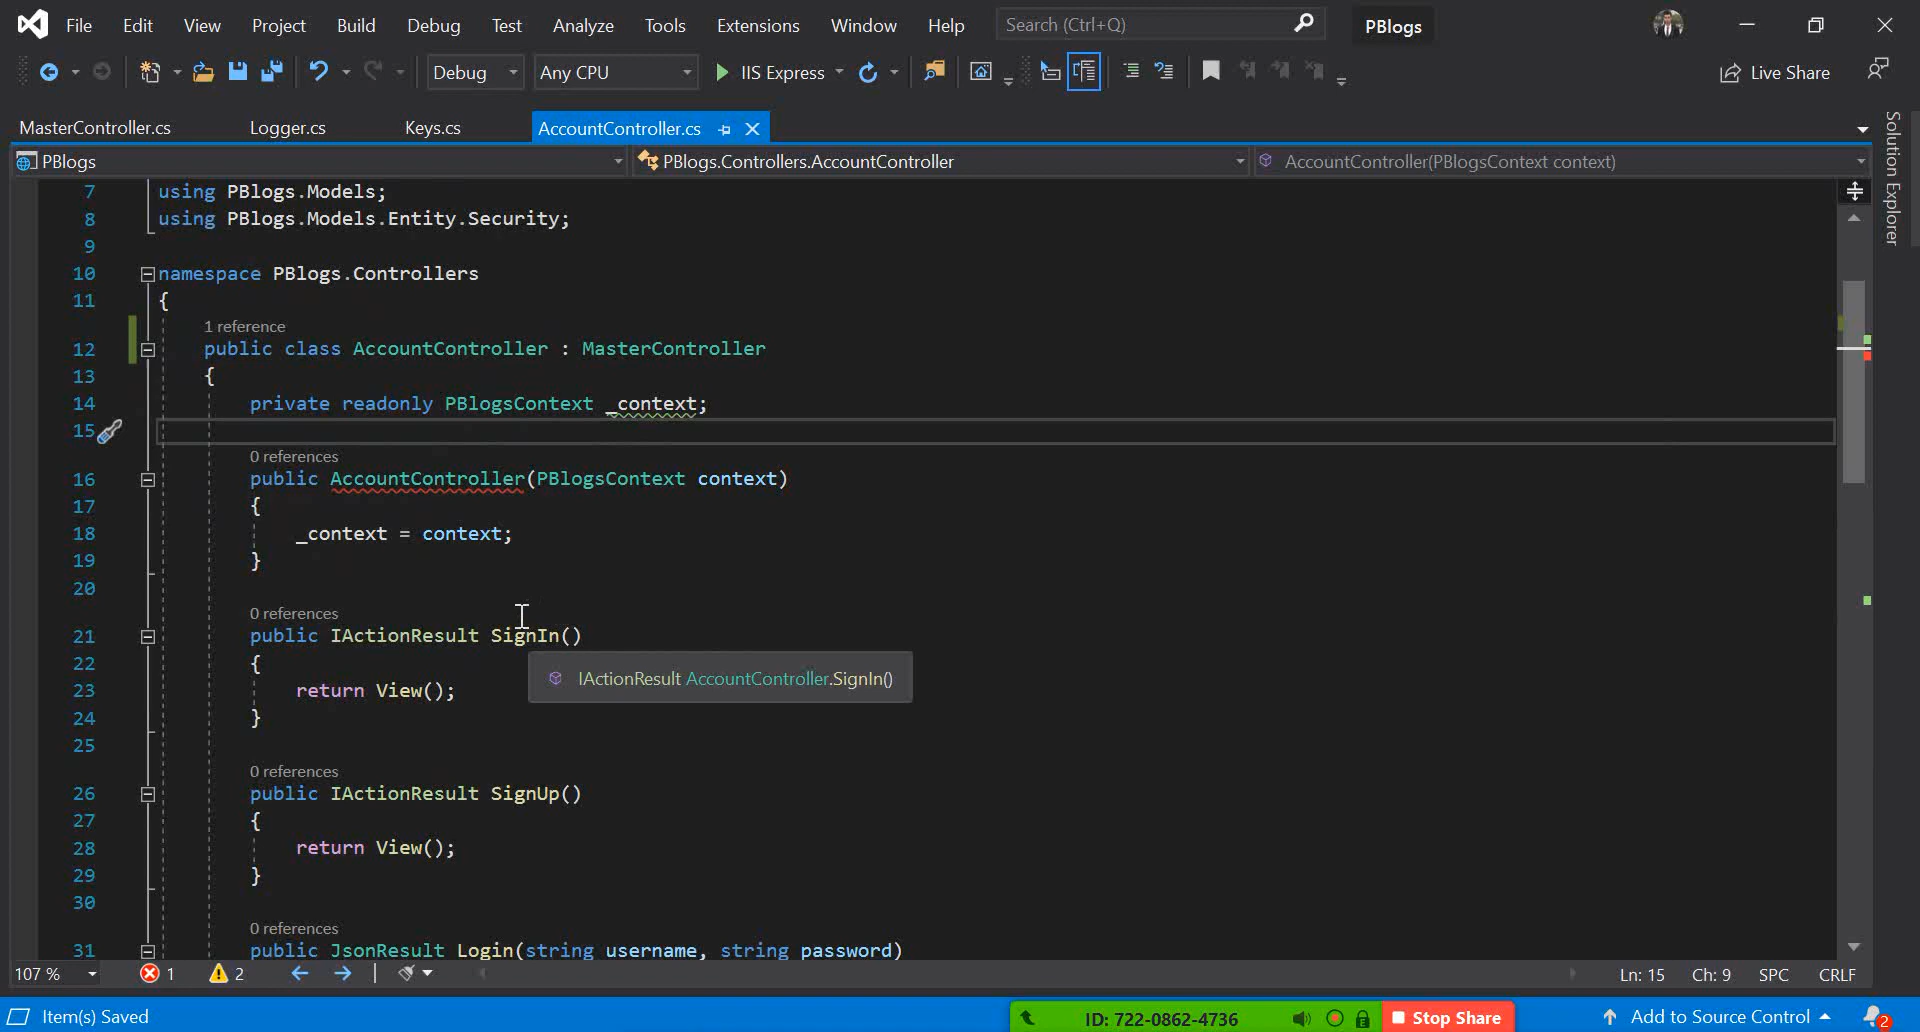 File Edit View Project Build Debug Test Analyze Tools Extensions Window Help Search (Ctrl+Q) PBlogs
Debug Any CPU IIS Express Live Share
MasterController.cs Logger.cs Keys.cs AccountController.cs
PBlogs PBlogs.Controllers.AccountController AccountController(PBlogsContext context)
Solution Explorer
7 using PBlogs.Models;
8 using PBlogs.Models.Entity.Security;
9
10 namespace PBlogs.Controllers
11 {
1 reference
12 public class AccountController : MasterController
13 {
14 private readonly PBlogsContext _context;
15
0 references
16 public AccountController(PBlogsContext context)
17 {
18 _context = context;
19 }
20
0 references
21 public IActionResult SignIn()
22 {
IActionResult AccountController.SignIn()
23 return View();
24 }
25
0 references
26 public IActionResult SignUp()
27 {
28 return View();
29 }
30
0 references
31 public JsonResult Login(string username, string password)
107 % 1 2 Ln: 15 Ch: 9 SPC CRLF
Item(s) Saved ID: 722-0862-4736 Stop Share Add to Source Control 2